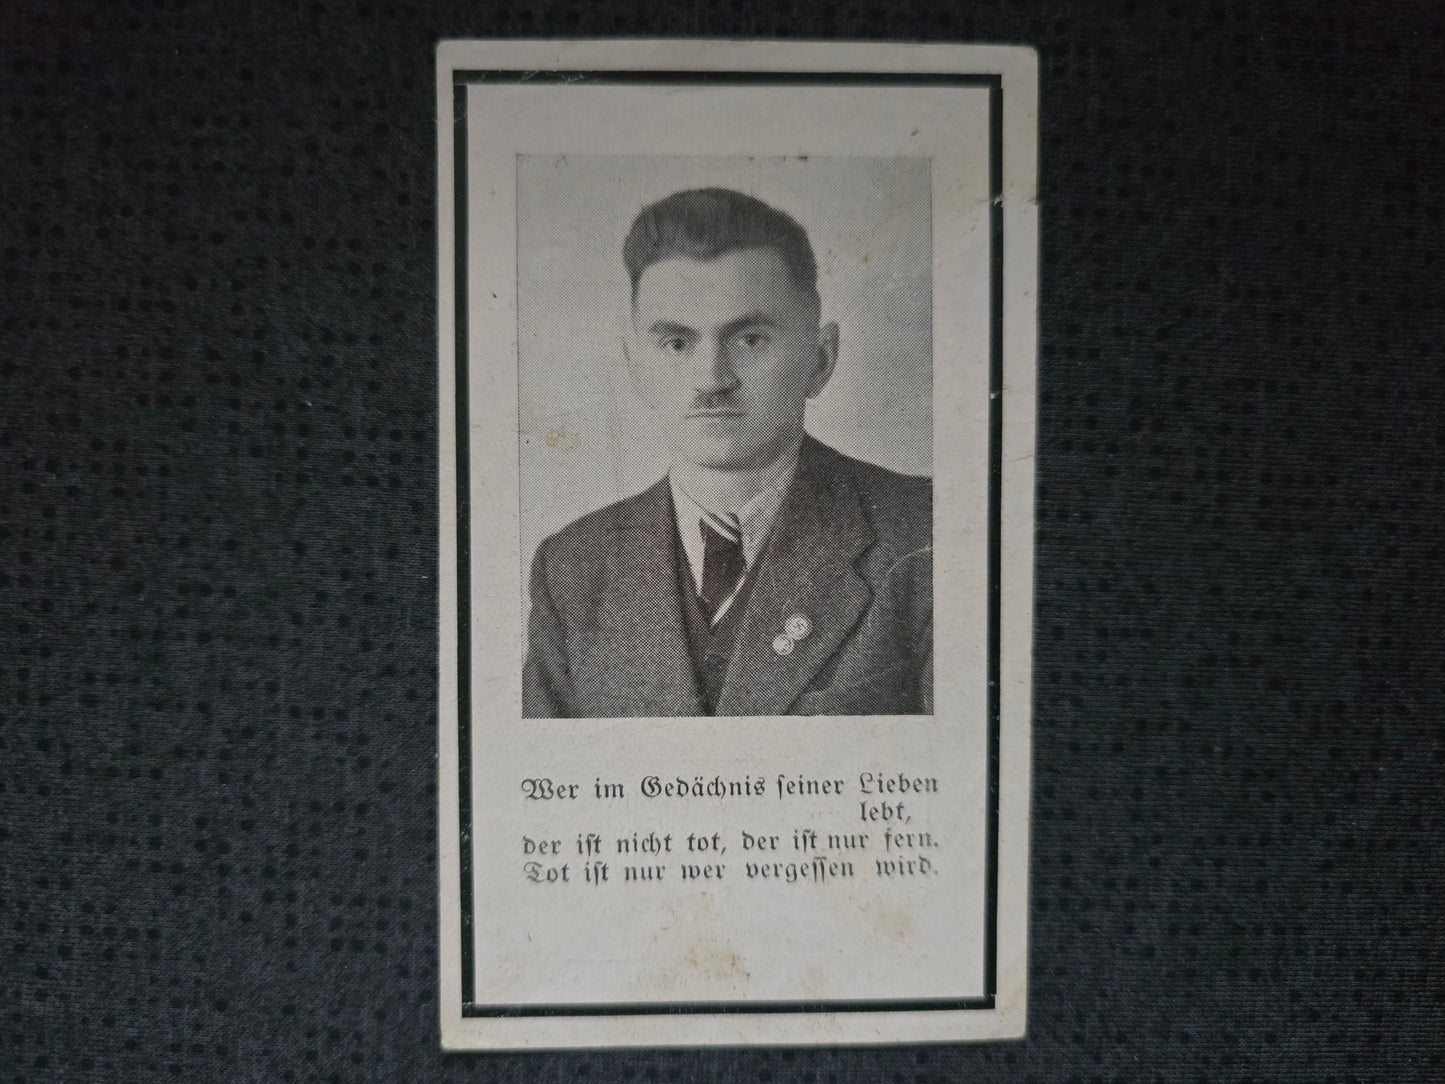 Wer im Gedächnis ſeiner Lieben
lebt,
der iſt nicht tot, der iſt nur fern.
Tot iſt nur wer vergeſſen wird.